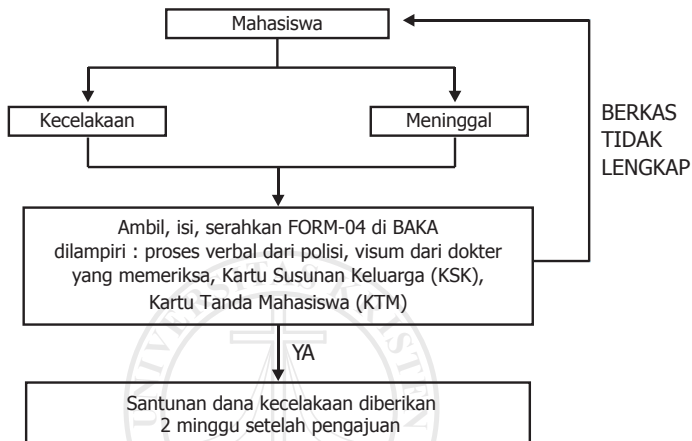 Mahasiswa
Kecelakaan
Meninggal
BERKAS
TIDAK
LENGKAP
Ambil, isi, serahkan FORM-04 di BAKA
dilampiri : proses verbal dari polisi, visum dari dokter
yang memeriksa, Kartu Susunan Keluarga (KSK),
Kartu Tanda Mahasiswa (KTM)
YA
Santunan dana kecelakaan diberikan
2 minggu setelah pengajuan